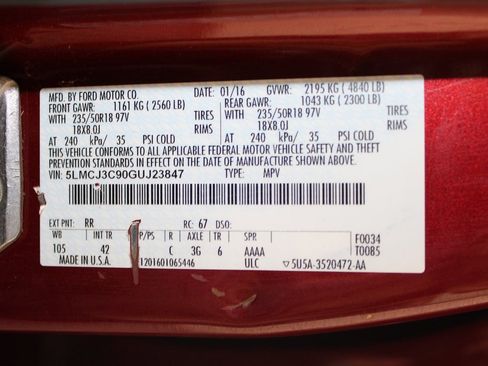 MFD. BY FORD MOTOR CO. DATE: 01/16 GVWR: 2195 KG ( 4840 LB)
FRONT GAWR: 1161 KG ( 2560 LB) REAR GAWR: 1043 KG ( 2300 LB)
WITH 235/50R18 97V TIRES WITH 235/50R18 97V TIRES
18X8.0J RIMS 18X8.0J RIMS
AT 240 kPa/ 35 PSI COLD AT 240 kPa/ 35 PSI COLD
THIS VEHICLE CONFORMS TO ALL APPLICABLE FEDERAL MOTOR VEHICLE SAFETY AND THEFT
PREVENTION STANDARDS IN EFFECT ON THE DATE OF MANUFACTURE SHOWN ABOVE.
VIN: 5LMCJ3C90GUJ23847 TYPE: MPV
EXT PNT: RR RC: 67 DSO:
WB INT TR TP/PS R AXLE TR SPR F0034
105 42 C 3G 6 AAAA T0085
MADE IN U.S.A. 1201601065446 ULC ▽5U5A-3520472-AA